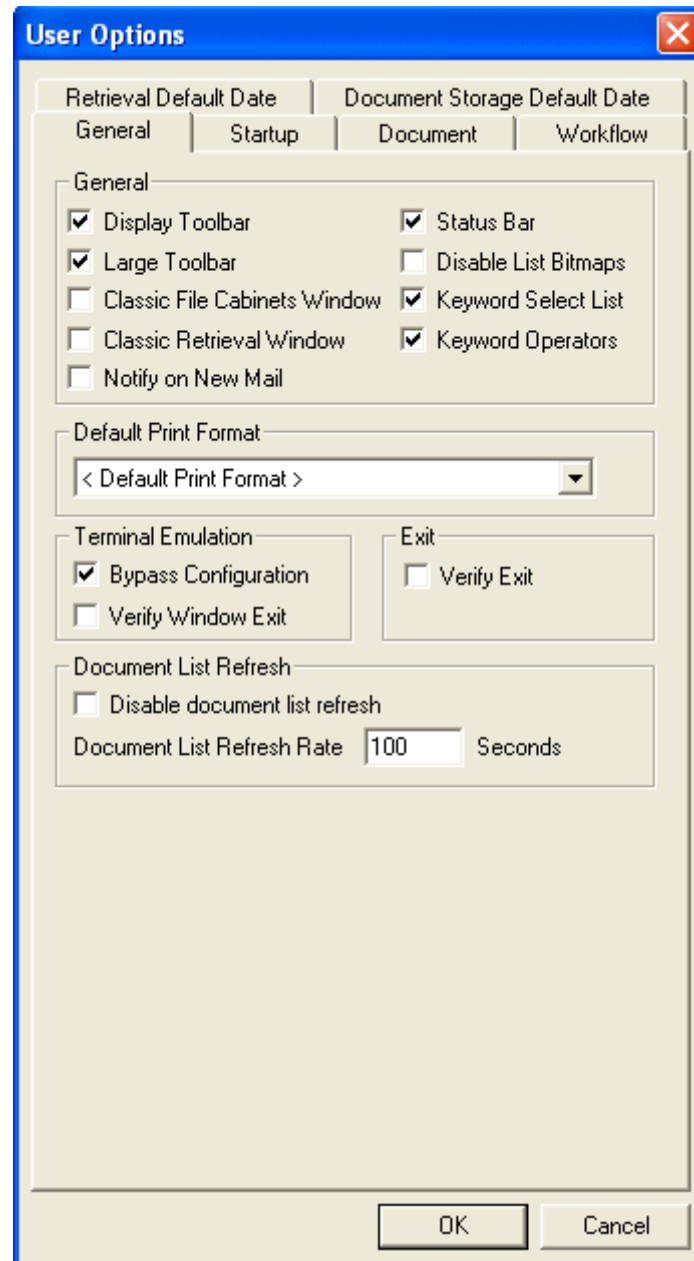 User Options
Retrieval Default Date
Document Storage Default Date
General
Startup
Document
Workflow
General
Display Toolbar
Status Bar
Large Toolbar
Disable List Bitmaps
Classic File Cabinets Window
Keyword Select List
Classic Retrieval Window
Keyword Operators
Notify on New Mail
Default Print Format
< Default Print Format >
Terminal Emulation
Exit
Bypass Configuration
Verify Exit
Verify Window Exit
Document List Refresh
Disable document list refresh
Document List Refresh Rate 100 Seconds
OK
Cancel